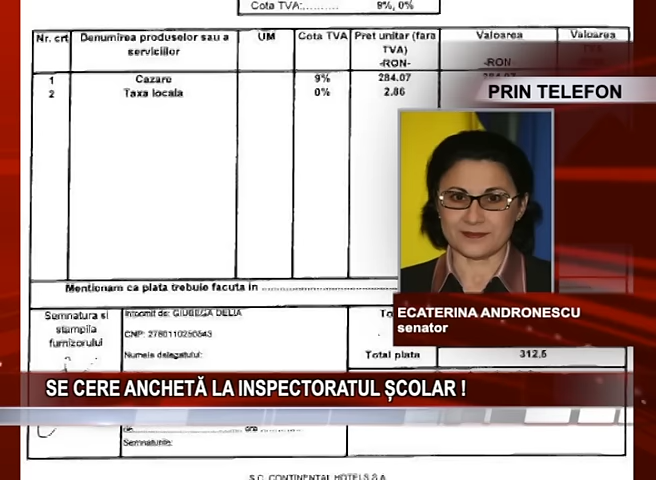 Cota TVA:.......... 9%, 0%
Nr. crt Denumirea produselor sau a serviciilor UM Cota TVA Pret unitar (fara TVA) -RON- Valoarea -RON- Valoarea
1 Cazare 9% 284.07 284.07
2 Taxa locala 0% 2.86
PRIN TELEFON
Mentionam ca plata trebuie facuta in
ECATERINA ANDRONESCU
senator
Semnatura si
stampila
furnizorului
Intocmit de: GIUBEGA DELIA
Numele delegatului:
Total plata 312.5
SE CERE ANCHETĂ LA INSPECTORATUL ȘCOLAR !
Semnaturile:
S.C. CONTINENTAL HOTELS S.A.